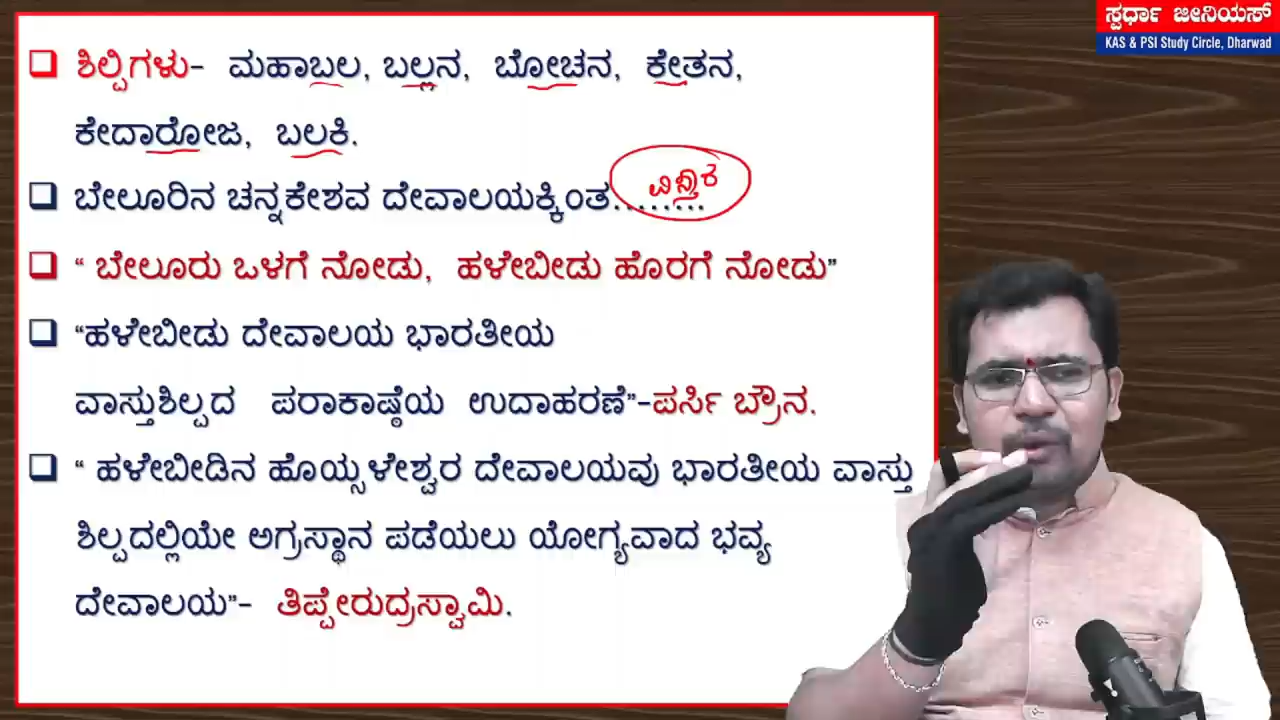 ಸ್ಪರ್ಧಾ ಜೀನಿಯಸ್
KAS & PSI Study Circle, Dharwad
ಶಿಲ್ಪಿಗಳು- ಮಹಾಬಲ, ಬಲ್ಲನ, ಬೋಚನ, ಕೇತನ,
ಕೇದಾರೋಜ, ಬಲಕಿ.
ಬೇಲೂರಿನ ಚನ್ನಕೇಶವ ದೇವಾಲಯಕ್ಕಿಂತ........ ವಿಸ್ತಾರ
“ ಬೇಲೂರು ಒಳಗೆ ನೋಡು, ಹಳೇಬೀಡು ಹೊರಗೆ ನೋಡು”
“ಹಳೇಬೀಡು ದೇವಾಲಯ ಭಾರತೀಯ
ವಾಸ್ತುಶಿಲ್ಪದ ಪರಾಕಾಷ್ಠೆಯ ಉದಾಹರಣೆ”-ಪರ್ಸಿ ಬ್ರೌನ.
“ ಹಳೇಬೀಡಿನ ಹೊಯ್ಸಳೇಶ್ವರ ದೇವಾಲಯವು ಭಾರತೀಯ ವಾಸ್ತು
ಶಿಲ್ಪದಲ್ಲಿಯೇ ಅಗ್ರಸ್ಥಾನ ಪಡೆಯಲು ಯೋಗ್ಯವಾದ ಭವ್ಯ
ದೇವಾಲಯ”- ತಿಪ್ಪೇರುದ್ರಸ್ವಾಮಿ.